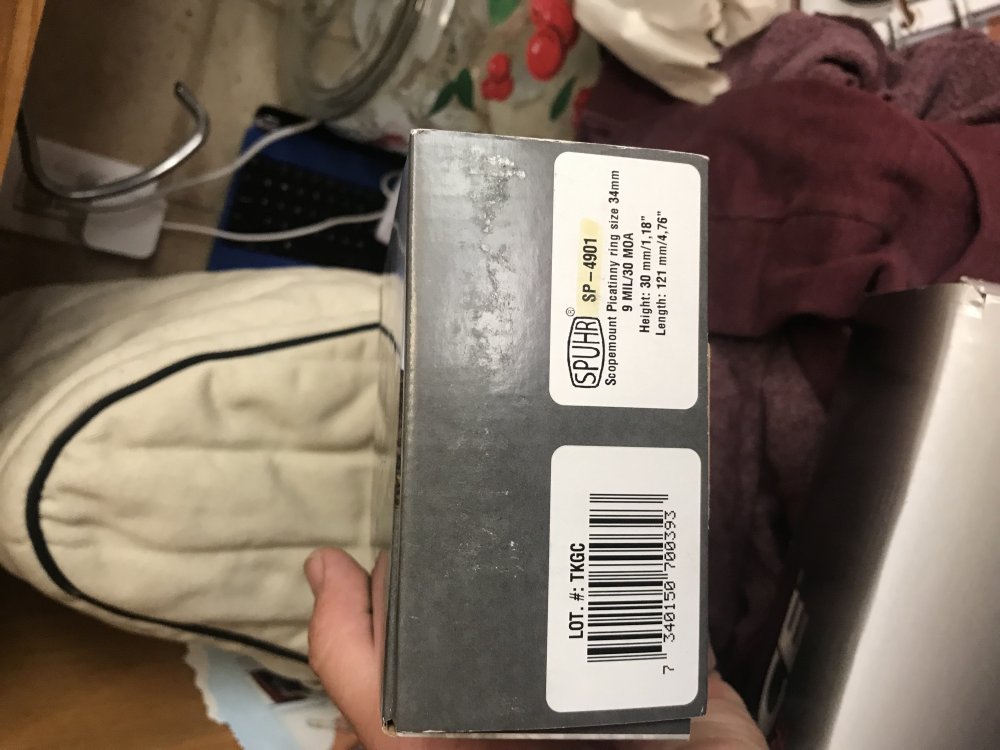 SPUHR® SP-4901
Scopemount Picatinny ring size 34mm
9 MIL/30 MOA
Height: 30 mm/1,18"
Length: 121 mm/4,76"
LOT. #: TKGC
7 340150 700393